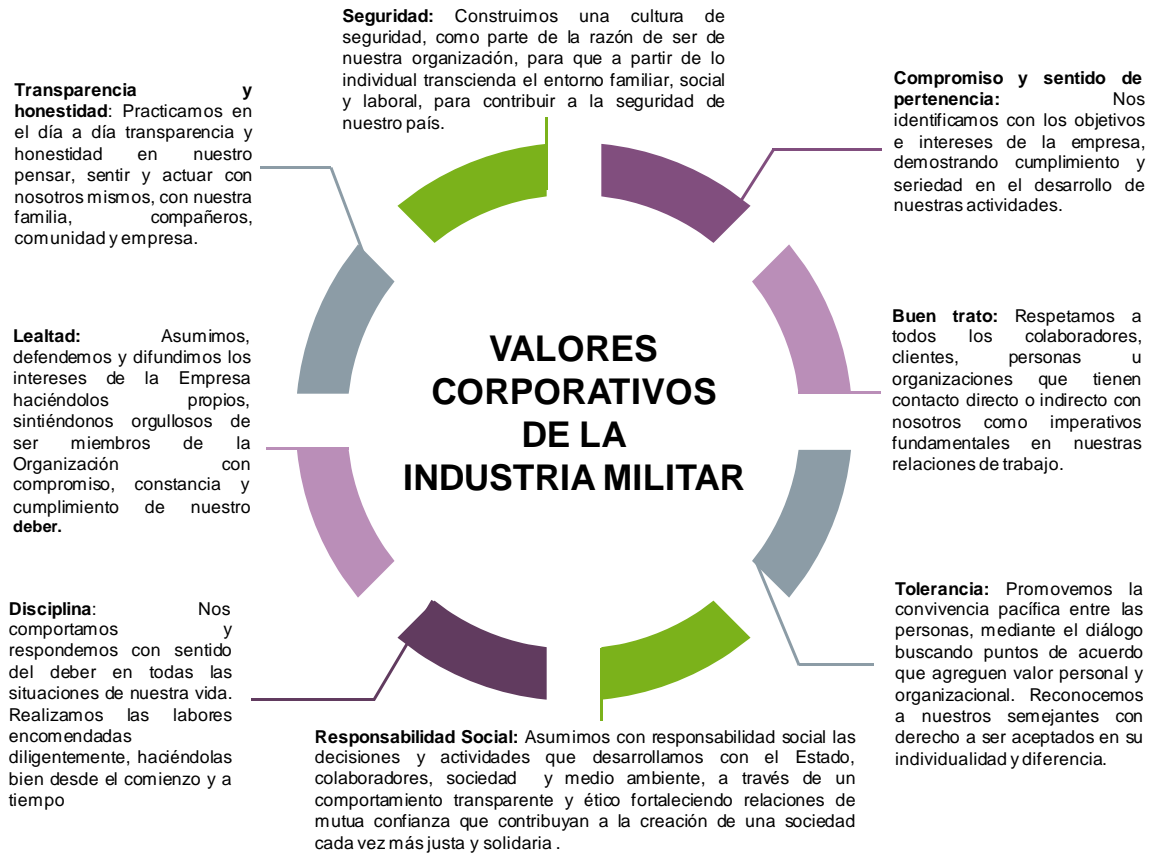 Seguridad: Construimos una cultura de
seguridad, como parte de la razón de ser de
nuestra organización, para que a partir de lo
individual transcienda el entorno familiar, social
y laboral, para contribuir a la seguridad de
nuestro país.
Compromiso y sentido de
pertenencia: Nos
identificamos con los objetivos
e intereses de la empresa,
demostrando cumplimiento y
seriedad en el desarrollo de
nuestras actividades.
Buen trato: Respetamos a
todos los colaboradores,
clientes, personas u
organizaciones que tienen
contacto directo o indirecto con
nosotros como imperativos
fundamentales en nuestras
relaciones de trabajo.
Tolerancia: Promovemos la
convivencia pacífica entre las
personas, mediante el diálogo
buscando puntos de acuerdo
que agreguen valor personal y
organizacional. Reconocemos
a nuestros semejantes con
derecho a ser aceptados en su
individualidad y diferencia.
Responsabilidad Social: Asumimos con responsabilidad social las
decisiones y actividades que desarrollamos con el Estado,
colaboradores, sociedad y medio ambiente, a través de un
comportamiento transparente y ético fortaleciendo relaciones de
mutua confianza que contribuyan a la creación de una sociedad
cada vez más justa y solidaria .
Disciplina: Nos
comportamos y
respondemos con sentido
del deber en todas las
situaciones de nuestra vida.
Realizamos las labores
encomendadas
diligentemente, haciéndolas
bien desde el comienzo y a
tiempo
Lealtad: Asumimos,
defendemos y difundimos los
intereses de la Empresa
haciéndolos propios,
sintiéndonos orgullosos de
ser miembros de la
Organización con
compromiso, constancia y
cumplimiento de nuestro
deber.
Transparencia y
honestidad: Practicamos en
el día a día transparencia y
honestidad en nuestro
pensar, sentir y actuar con
nosotros mismos, con nuestra
familia, compañeros,
comunidad y empresa.
VALORES
CORPORATIVOS
DE LA
INDUSTRIA MILITAR